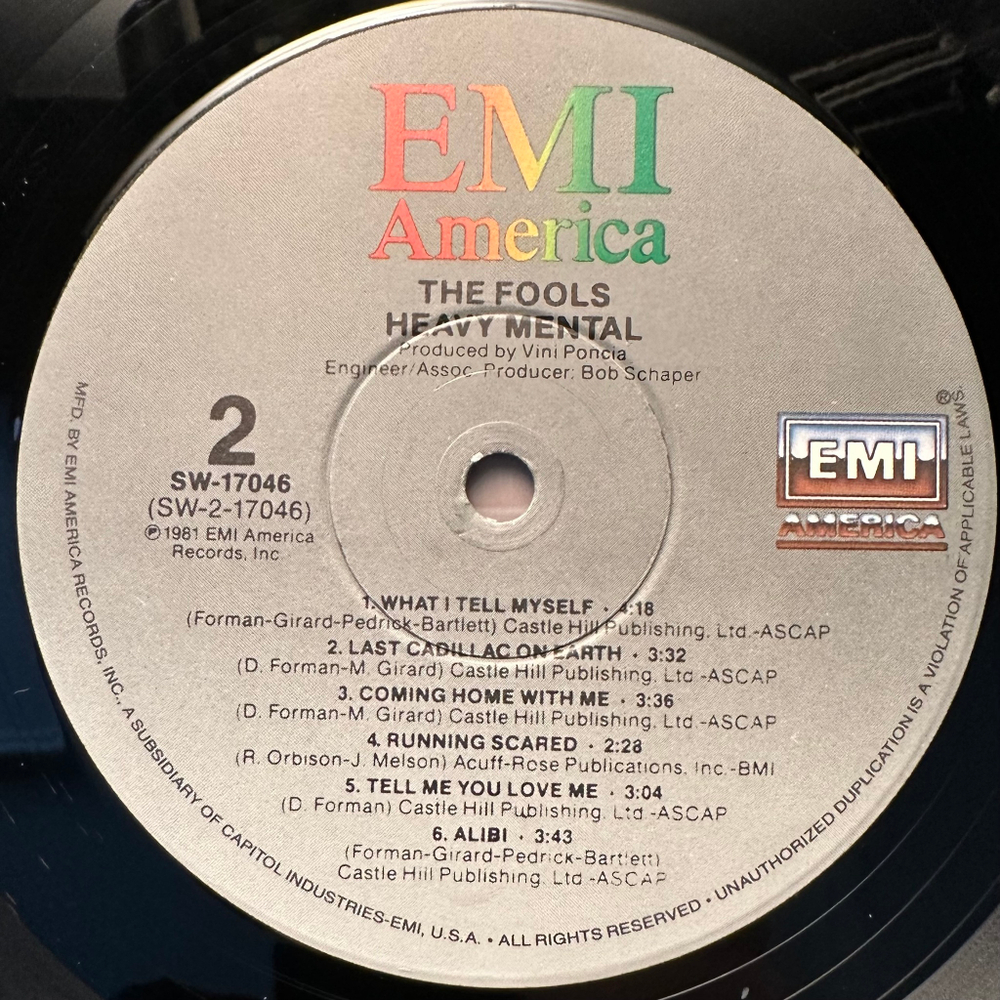 EMI
America
THE FOOLS
HEAVY MENTAL
Produced by Vini Poncia
Engineer/Assoc. Producer: Bob Schaper
2
SW-17046
(SW-2-17046)
℗1981 EMI America
Records, Inc
®
EMI
AMERICA
1. WHAT I TELL MYSELF · 4:18
(Forman-Girard-Pedrick-Bartlett) Castle Hill Publishing, Ltd.-ASCAP
2. LAST CADILLAC ON EARTH · 3:32
(D. Forman-M. Girard) Castle Hill Publishing, Ltd.-ASCAP
3. COMING HOME WITH ME · 3:36
(D. Forman-M. Girard) Castle Hill Publishing, Ltd.-ASCAP
4. RUNNING SCARED · 2:28
(R. Orbison-J. Melson) Acuff-Rose Publications, Inc.-BMI
5. TELL ME YOU LOVE ME · 3:04
(D. Forman) Castle Hill Publishing, Ltd.-ASCAP
6. ALIBI · 3:43
(Forman-Girard-Pedrick-Bartlett)
Castle Hill Publishing, Ltd.-ASCAP
MFD. BY EMI AMERICA RECORDS, INC., A SUBSIDIARY OF CAPITOL INDUSTRIES-EMI, U.S.A. • ALL RIGHTS RESERVED • UNAUTHORIZED DUPLICATION IS A VIOLATION OF APPLICABLE LAWS.